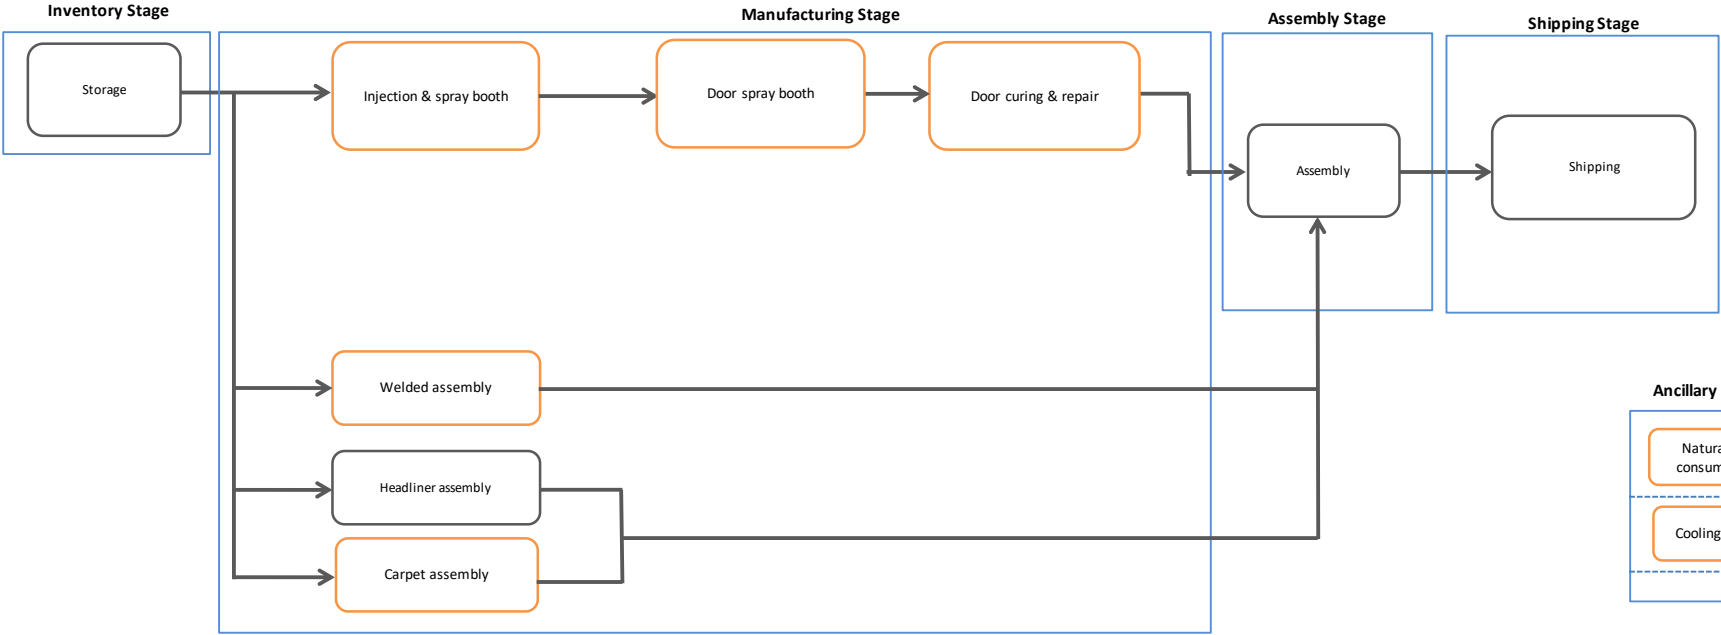 Inventory Stage
Manufacturing Stage
Assembly Stage
Shipping Stage
Storage
Injection & spray booth
Door spray booth
Door curing & repair
Assembly
Shipping
Welded assembly
Headliner assembly
Carpet assembly
Ancillary
Cooling